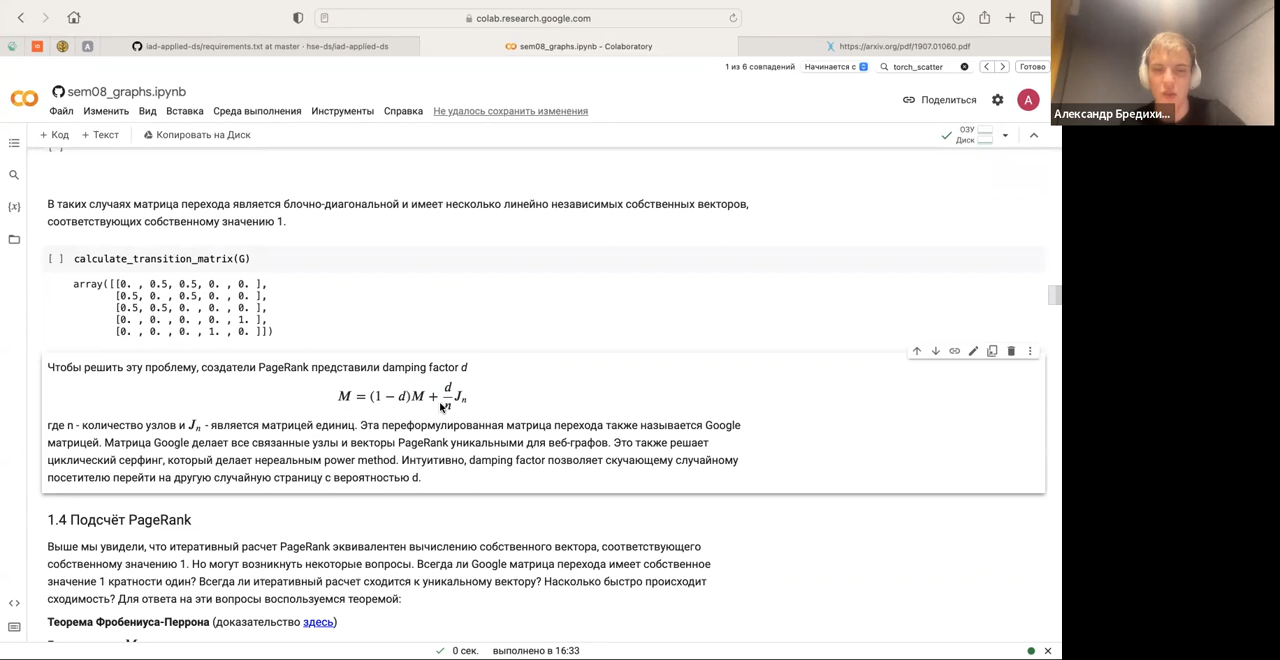 colab.research.google.com
iad-applied-ds/requirements.txt at master · hse-ds/iad-applied-ds
sem08_graphs.ipynb - Colaboratory
https://arxiv.org/pdf/1907.01060.pdf
1 из 6 совпадений
Начинается с
torch_scatter
Готово
sem08_graphs.ipynb
Файл Изменить Вид Вставка Среда выполнения Инструменты Справка Не удалось сохранить изменения
Поделиться
A
+ Код + Текст Копировать на Диск
ОЗУ
Диск
В таких случаях матрица перехода является блочно-диагональной и имеет несколько линейно независимых собственных векторов,
соответствующих собственному значению 1.
[ ] calculate_transition_matrix(G)
array([[0. , 0.5, 0.5, 0. , 0. ],
[0.5, 0. , 0.5, 0. , 0. ],
[0.5, 0.5, 0. , 0. , 0. ],
[0. , 0. , 0. , 0. , 1. ],
[0. , 0. , 0. , 1. , 0. ]])
Чтобы решить эту проблему, создатели PageRank представили damping factor d
M = (1 − d)M + d/n Jₙ
где n - количество узлов и Jₙ - является матрицей единиц. Эта переформулированная матрица перехода также называется Google
матрицей. Матрица Google делает все связанные узлы и векторы PageRank уникальными для веб-графов. Это также решает
циклический серфинг, который делает нереальным power method. Интуитивно, damping factor позволяет скучающему случайному
посетителю перейти на другую случайную страницу с вероятностью d.
1.4 Подсчёт PageRank
Выше мы увидели, что итеративный расчет PageRank эквивалентен вычислению собственного вектора, соответствующего
собственному значению 1. Но могут возникнуть некоторые вопросы. Всегда ли Google матрица перехода имеет собственное
значение 1 кратности один? Всегда ли итеративный расчет сходится к уникальному вектору? Насколько быстро происходит
сходимость? Для ответа на эти вопросы воспользуемся теоремой:
Теорема Фробениуса-Перрона (доказательство здесь)
0 сек. выполнено в 16:33
Александр Бредихи...